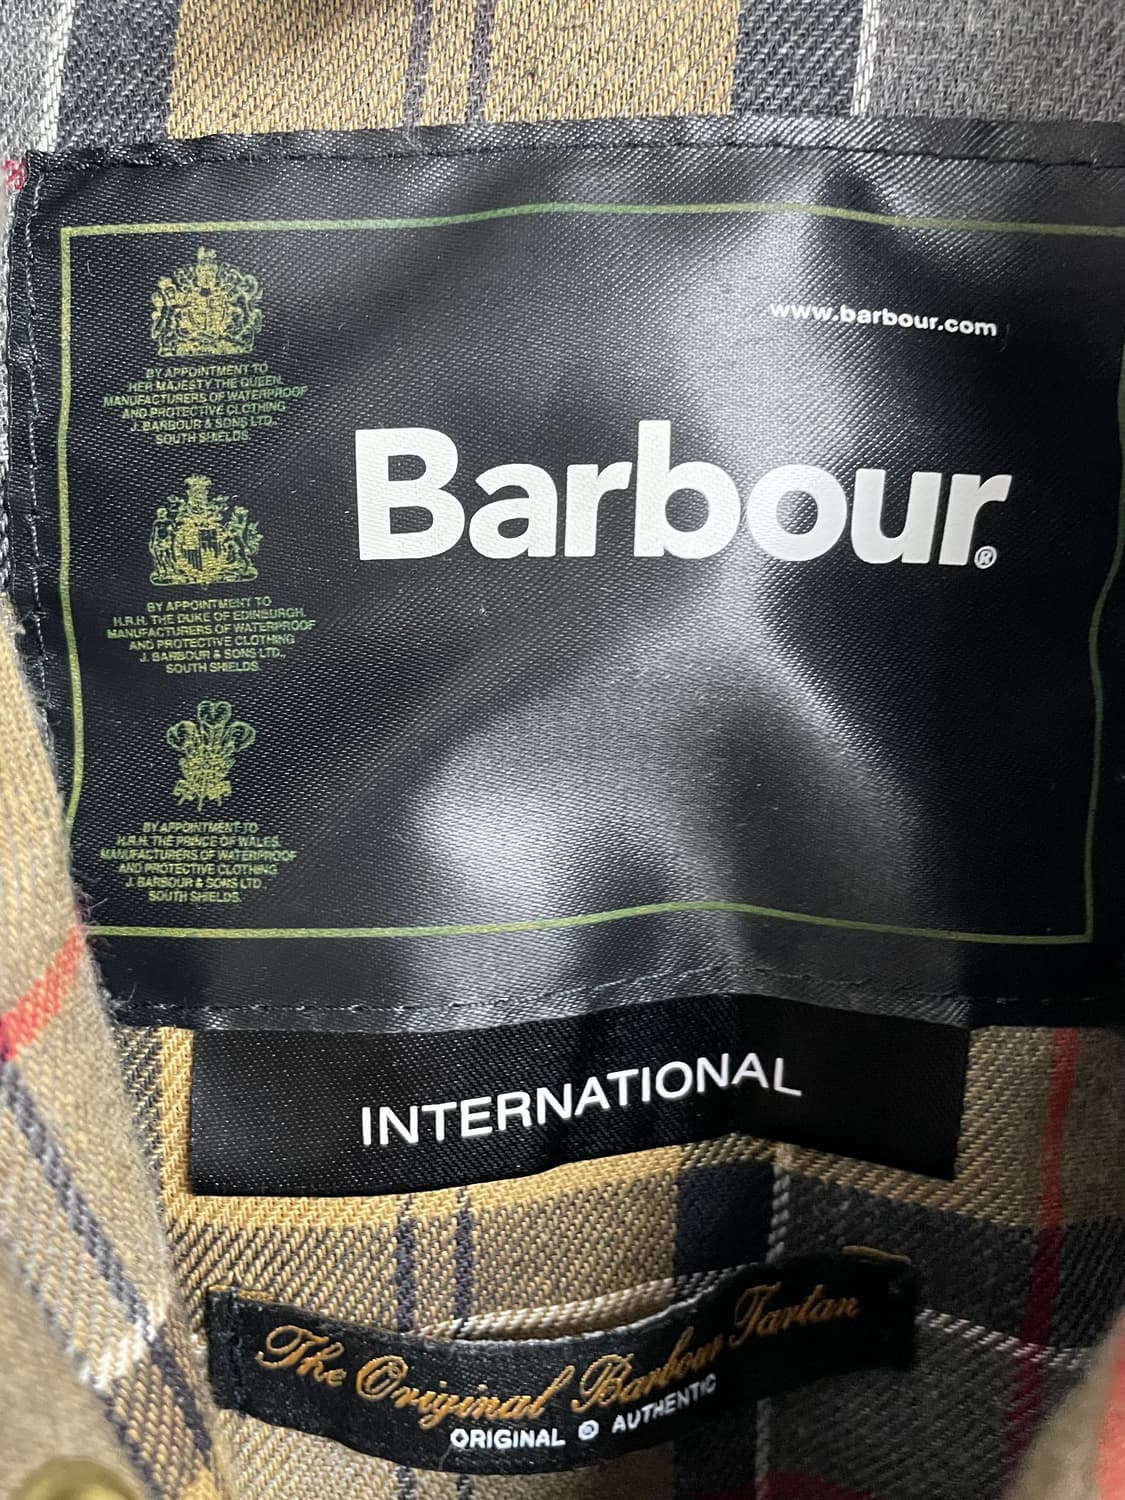 www.barbour.com
Barbour®
BY APPOINTMENT TO
HER MAJESTY THE QUEEN
MANUFACTURERS OF WATERPROOF
AND PROTECTIVE CLOTHING
J. BARBOUR & SONS LTD.,
SOUTH SHIELDS.
BY APPOINTMENT TO
H.R.H. THE DUKE OF EDINBURGH.
MANUFACTURERS OF WATERPROOF
AND PROTECTIVE CLOTHING
J. BARBOUR & SONS LTD.,
SOUTH SHIELDS.
BY APPOINTMENT TO
H.R.H. THE PRINCE OF WALES.
MANUFACTURERS OF WATERPROOF
AND PROTECTIVE CLOTHING
J. BARBOUR & SONS LTD.
SOUTH SHIELDS.
INTERNATIONAL
The Original Barbour Tartan
ORIGINAL AUTHENTIC